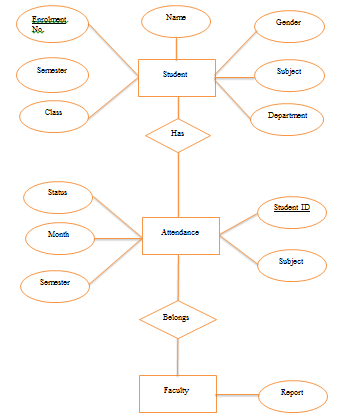 Name
Enrolment
No.
Gender
Semester
Student
Subject
Class
Department
Has
Status
Student ID
Month
Attendance
Semester
Subject
Belongs
Faculty
Report